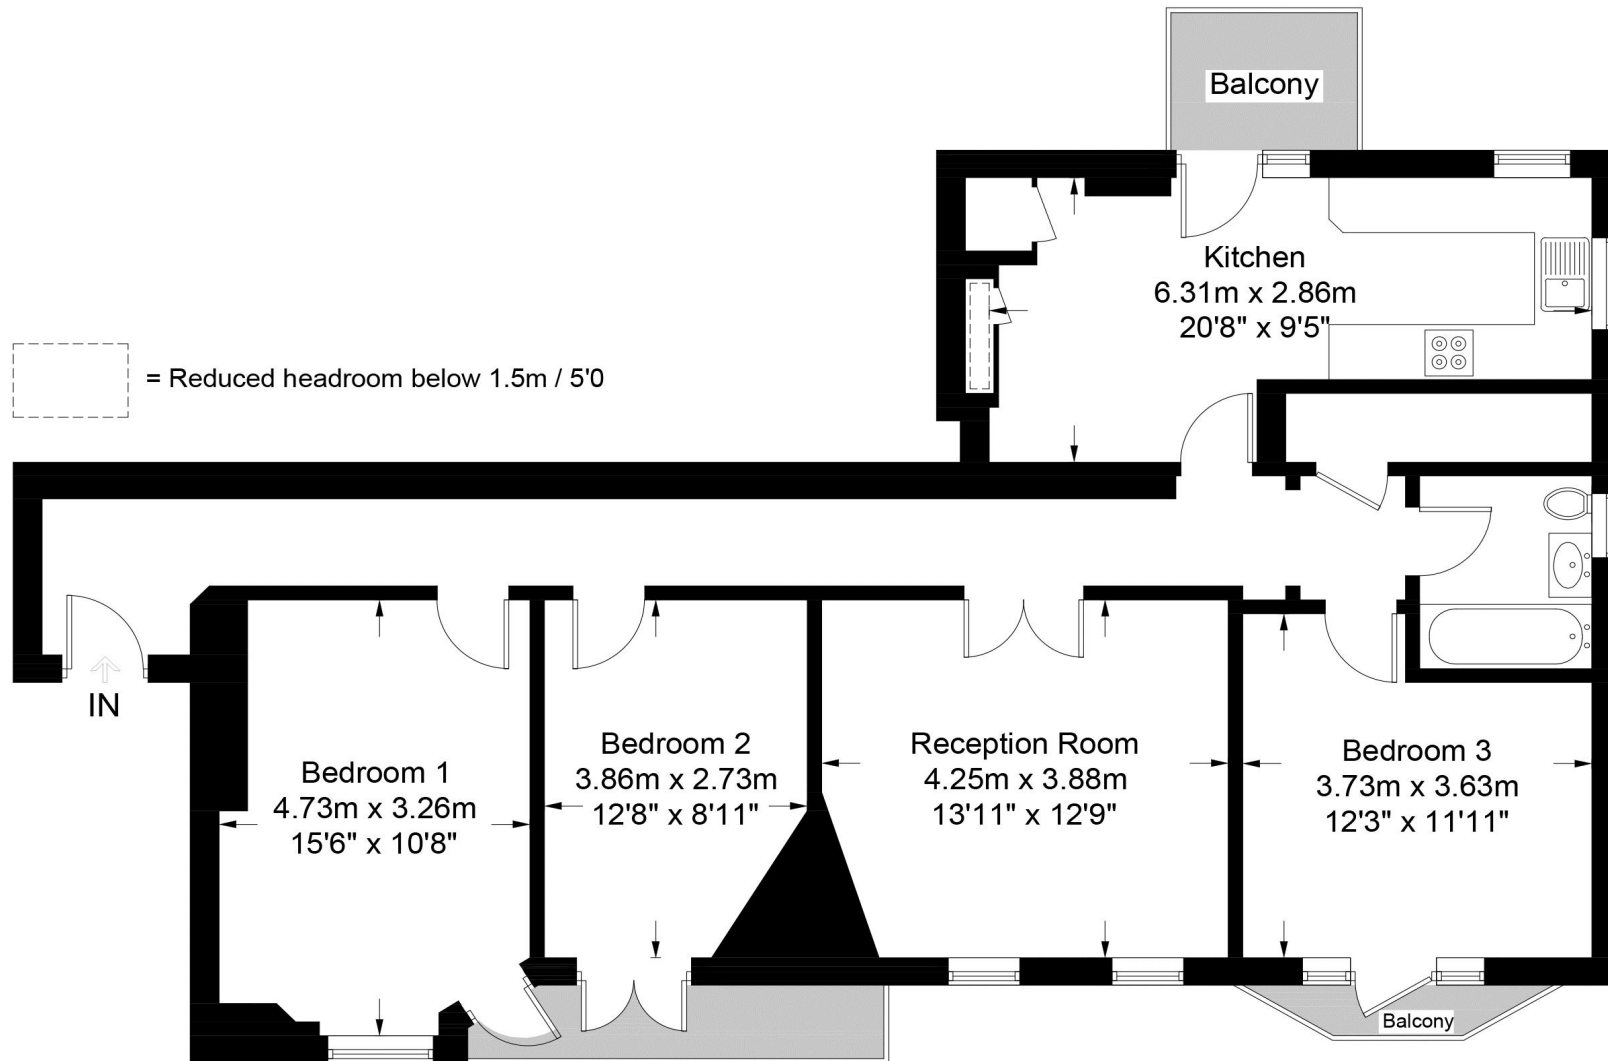 Balcony
Kitchen
6.31m x 2.86m
20'8" x 9'5"
= Reduced headroom below 1.5m / 5'0
IN
Bedroom 1
4.73m x 3.26m
15'6" x 10'8"
Bedroom 2
3.86m x 2.73m
12'8" x 8'11"
Reception Room
4.25m x 3.88m
13'11" x 12'9"
Bedroom 3
3.73m x 3.63m
12'3" x 11'11"
Balcony